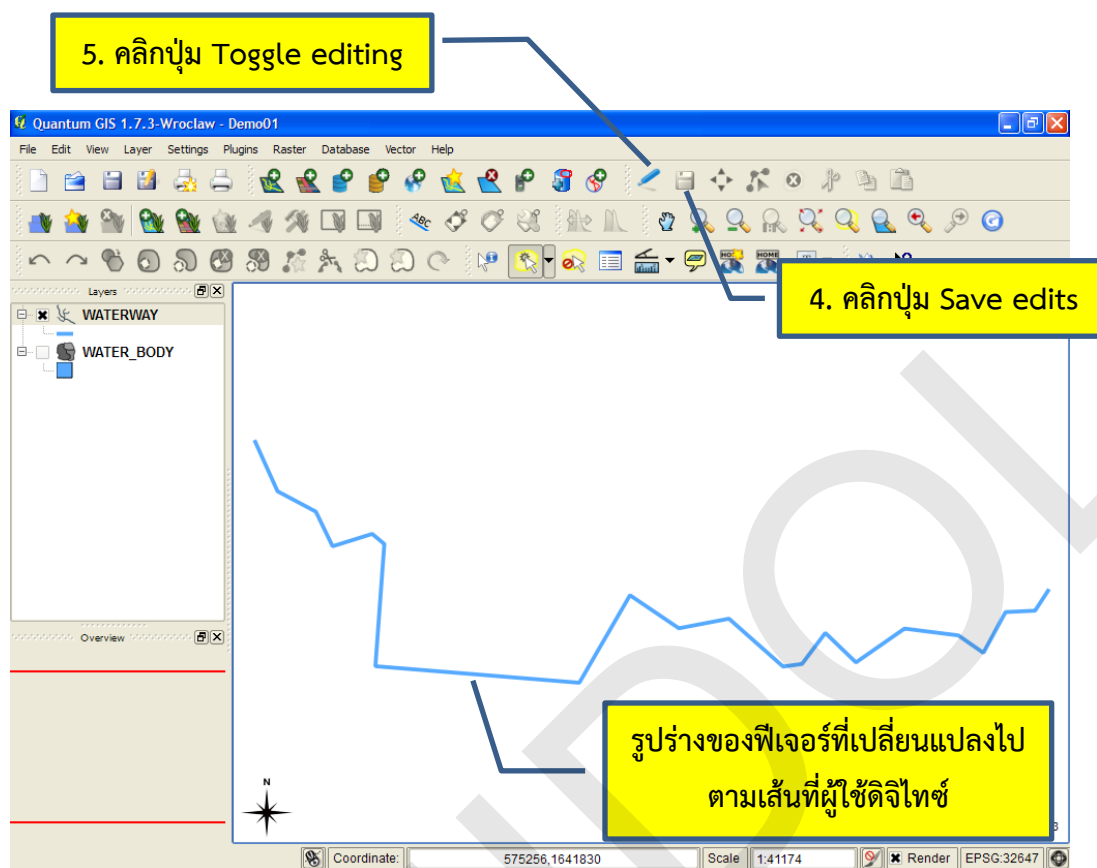 5. คลิกปุ่ม Toggle editing
Quantum GIS 1.7.3-Wroclaw - Demo01
File Edit View Layer Settings Plugins Raster Database Vector Help
ABC
HOME
Layers
4. คลิกปุ่ม Save edits
WATERWAY
WATER_BODY
Overview
รูปร่างของฟีเจอร์ที่เปลี่ยนแปลงไป
ตามเส้นที่ผู้ใช้ดิจิไทซ์
N
Coordinate: 575256,1641830 Scale 1:41174 Render EPSG:32647